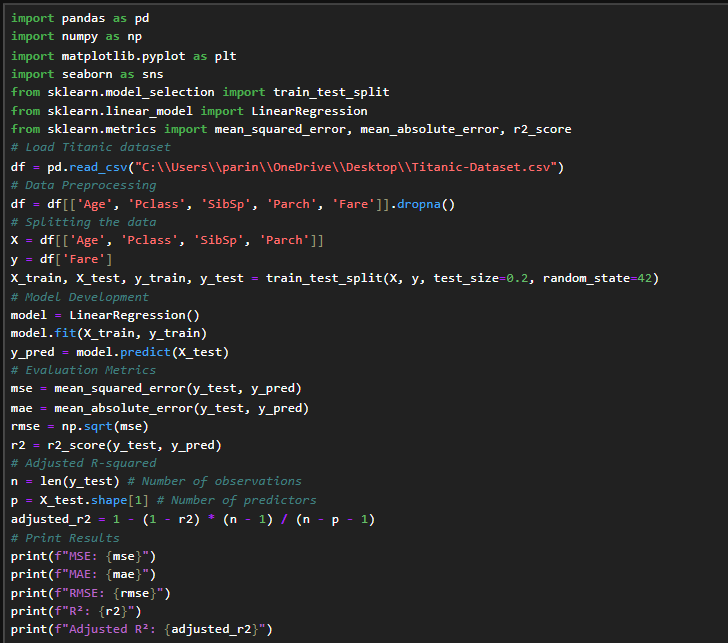 import pandas as pd
import numpy as np
import matplotlib.pyplot as plt
import seaborn as sns
from sklearn.model_selection import train_test_split
from sklearn.linear_model import LinearRegression
from sklearn.metrics import mean_squared_error, mean_absolute_error, r2_score
# Load Titanic dataset
df = pd.read_csv("C:\\Users\\parin\\OneDrive\\Desktop\\Titanic-Dataset.csv")
# Data Preprocessing
df = df[['Age', 'Pclass', 'SibSp', 'Parch', 'Fare']].dropna()
# Splitting the data
X = df[['Age', 'Pclass', 'SibSp', 'Parch']]
y = df['Fare']
X_train, X_test, y_train, y_test = train_test_split(X, y, test_size=0.2, random_state=42)
# Model Development
model = LinearRegression()
model.fit(X_train, y_train)
y_pred = model.predict(X_test)
# Evaluation Metrics
mse = mean_squared_error(y_test, y_pred)
mae = mean_absolute_error(y_test, y_pred)
rmse = np.sqrt(mse)
r2 = r2_score(y_test, y_pred)
# Adjusted R-squared
n = len(y_test) # Number of observations
p = X_test.shape[1] # Number of predictors
adjusted_r2 = 1 - (1 - r2) * (n - 1) / (n - p - 1)
# Print Results
print(f"MSE: {mse}")
print(f"MAE: {mae}")
print(f"RMSE: {rmse}")
print(f"R²: {r2}")
print(f"Adjusted R²: {adjusted_r2}")